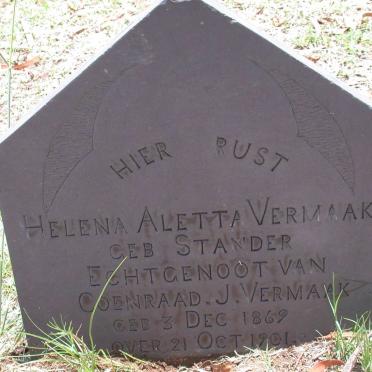 HIER RUST
HELENA ALETTA VERMAAK
GEB STANDER
ECHTGENOOT VAN
COENRAAD. J. VERMAAK
GEB 3 DEC 1869
OVER 21 OCT 1901.